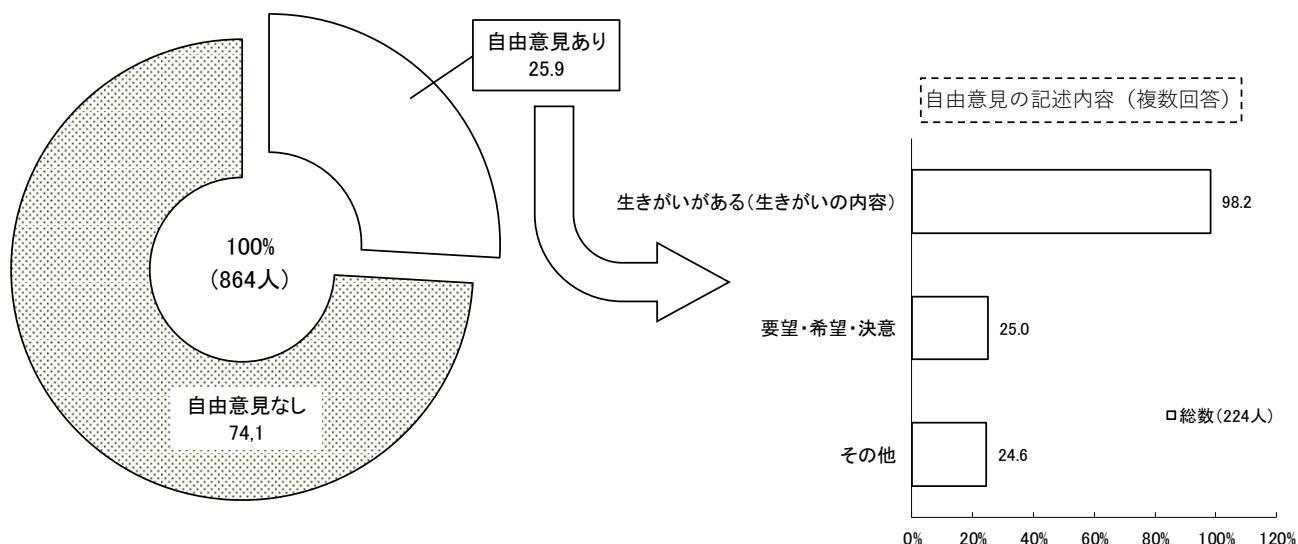 自由意見あり
25.9
100%
（864人）
自由意見なし
74,1
自由意見の記述内容（複数回答）
生きがいがある（生きがいの内容）
98.2
要望・希望・決意
25.0
その他
24.6
総数（224人）
0% 20% 40% 60% 80% 100% 120%